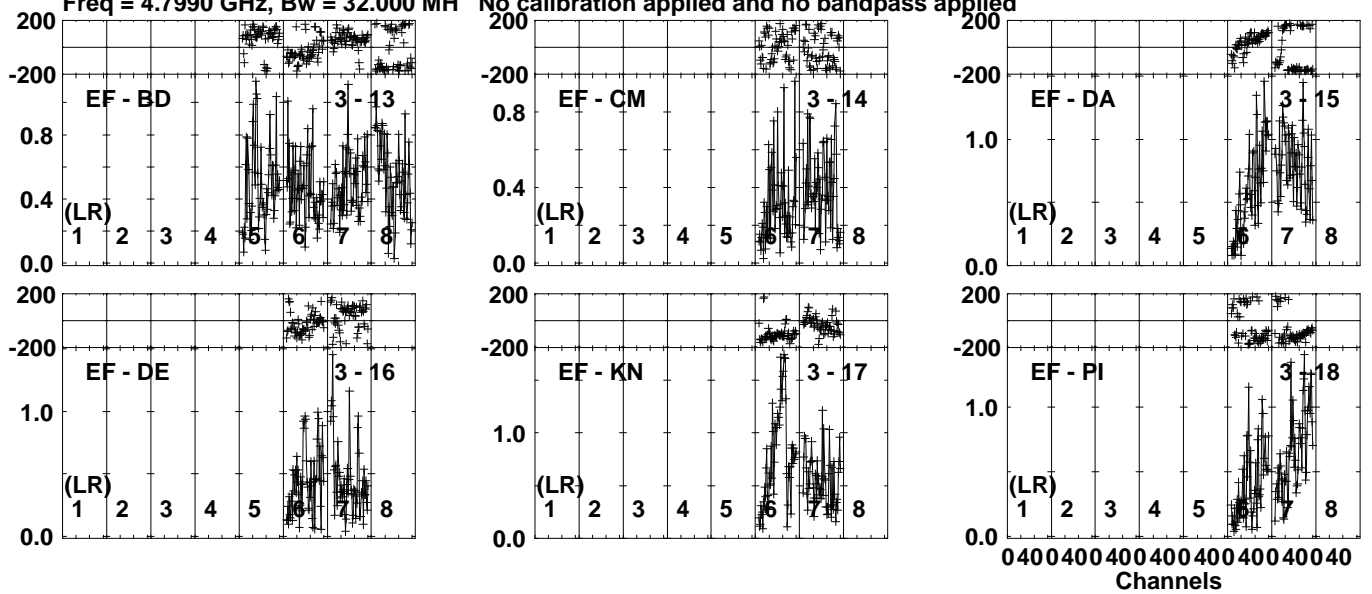 Freq = 4.7990 GHz, Bw = 32.000 MH No calibration applied and no bandpass applied
200
-200
EF - BD 3 - 13
0.8
0.4
0.0
(LR)
1 2 3 4 5 6 7 8
200
-200
EF - CM 3 - 14
0.8
0.4
0.0
(LR)
1 2 3 4 5 6 7 8
200
-200
EF - DA 3 - 15
1.0
0.0
(LR)
1 2 3 4 5 6 7 8
200
-200
EF - DE 3 - 16
1.0
0.0
(LR)
1 2 3 4 5 6 7 8
200
-200
EF - KN 3 - 17
1.0
0.0
(LR)
1 2 3 4 5 6 7 8
200
-200
EF - PI 3 - 18
1.0
0.0
(LR)
1 2 3 4 5 6 7 8
0 40 0 40 0 40 0 40 0 40 0 40 0 40 0 40
Channels